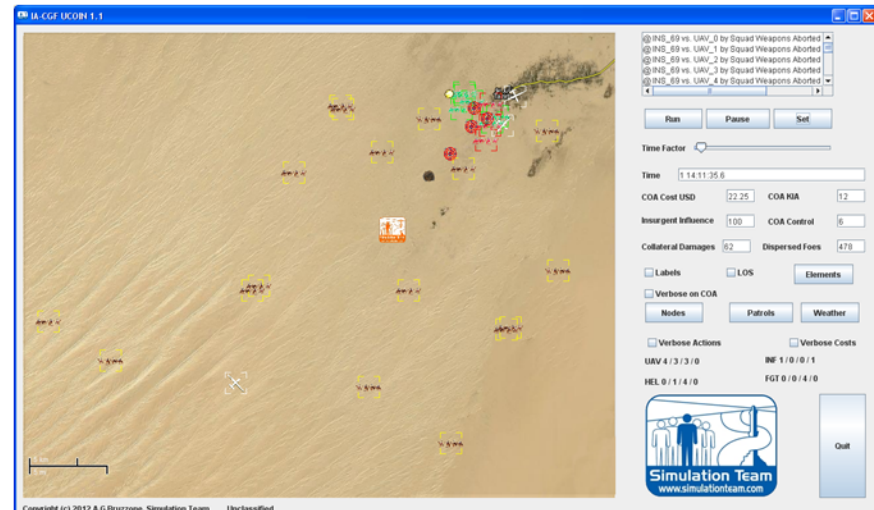 IA-CGF UCOIN 1.1
@INS_69 vs. UAV_0 by Squad Weapons Aborted
@INS_69 vs. UAV_1 by Squad Weapons Aborted
@INS_69 vs. UAV_2 by Squad Weapons Aborted
@INS_69 vs. UAV_3 by Squad Weapons Aborted
@INS_69 vs. UAV_4 by Squad Weapons Aborted
Run Pause Set
Time Factor
Time 1 14:11:35.6
COA Cost USD 22.25 COA KIA 12
Insurgent Influence 100 COA Control 6
Collateral Damages 62 Dispersed Foes 478
Labels LOS Elements
Verbose on COA
Nodes Patrols Weather
Verbose Actions Verbose Costs
UAV 4 / 3 / 3 / 0 INF 1 / 0 / 0 / 1
HEL 0 / 1 / 4 / 0 FGT 0 / 0 / 4 / 0
Simulation Team
www.simulationteam.com
Quit
Copyright (c) 2012 A.G.Bruzzone, Simulation Team Unclassified